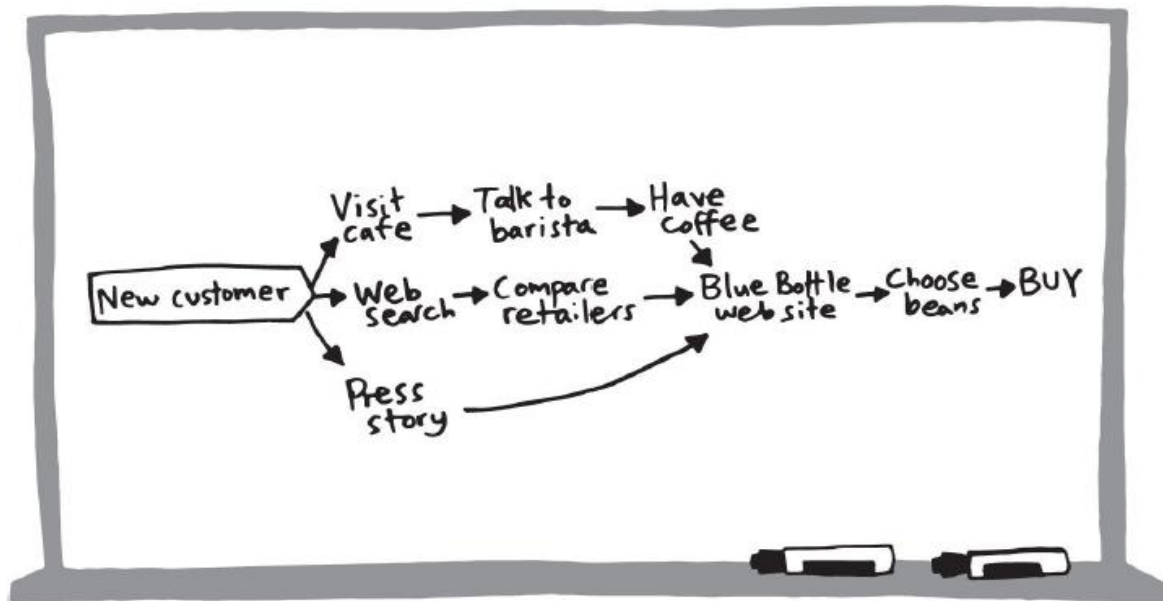 Visit
cafe
Talk to
barista
Have
coffee
New customer
Web
search
Compare
retailers
Blue Bottle
web site
Choose
beans
BUY
Press
story